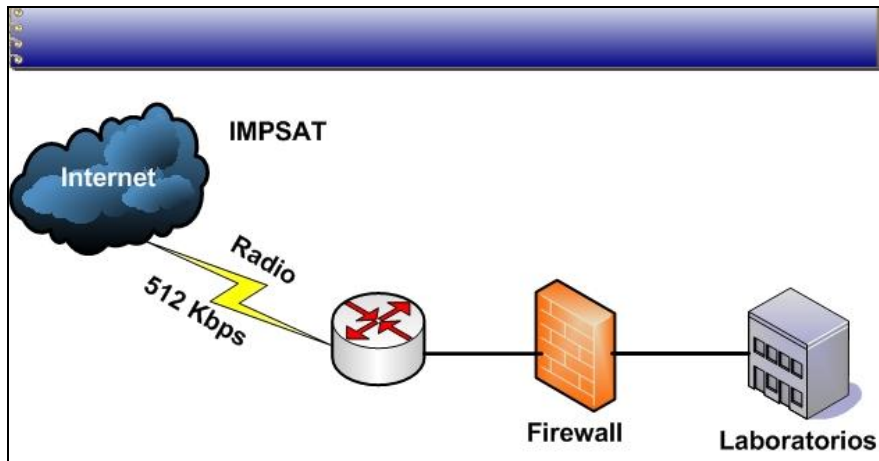 IMPSAT
Internet
Radio
512 Kbps
Firewall
Laboratorios